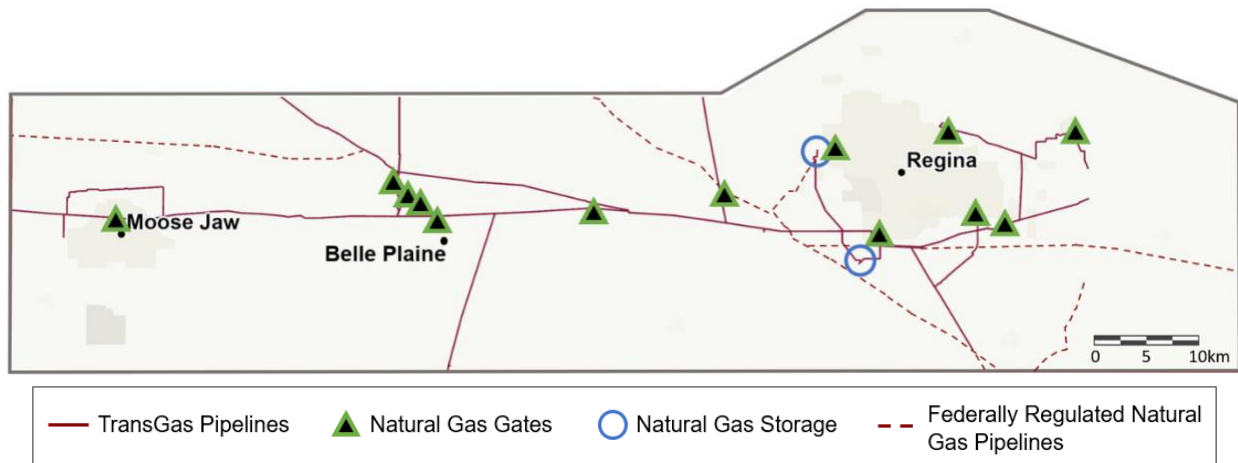 Regina
Moose Jaw
Belle Plaine
0 5 10km
TransGas Pipelines
Natural Gas Gates
Natural Gas Storage
Federally Regulated Natural
Gas Pipelines